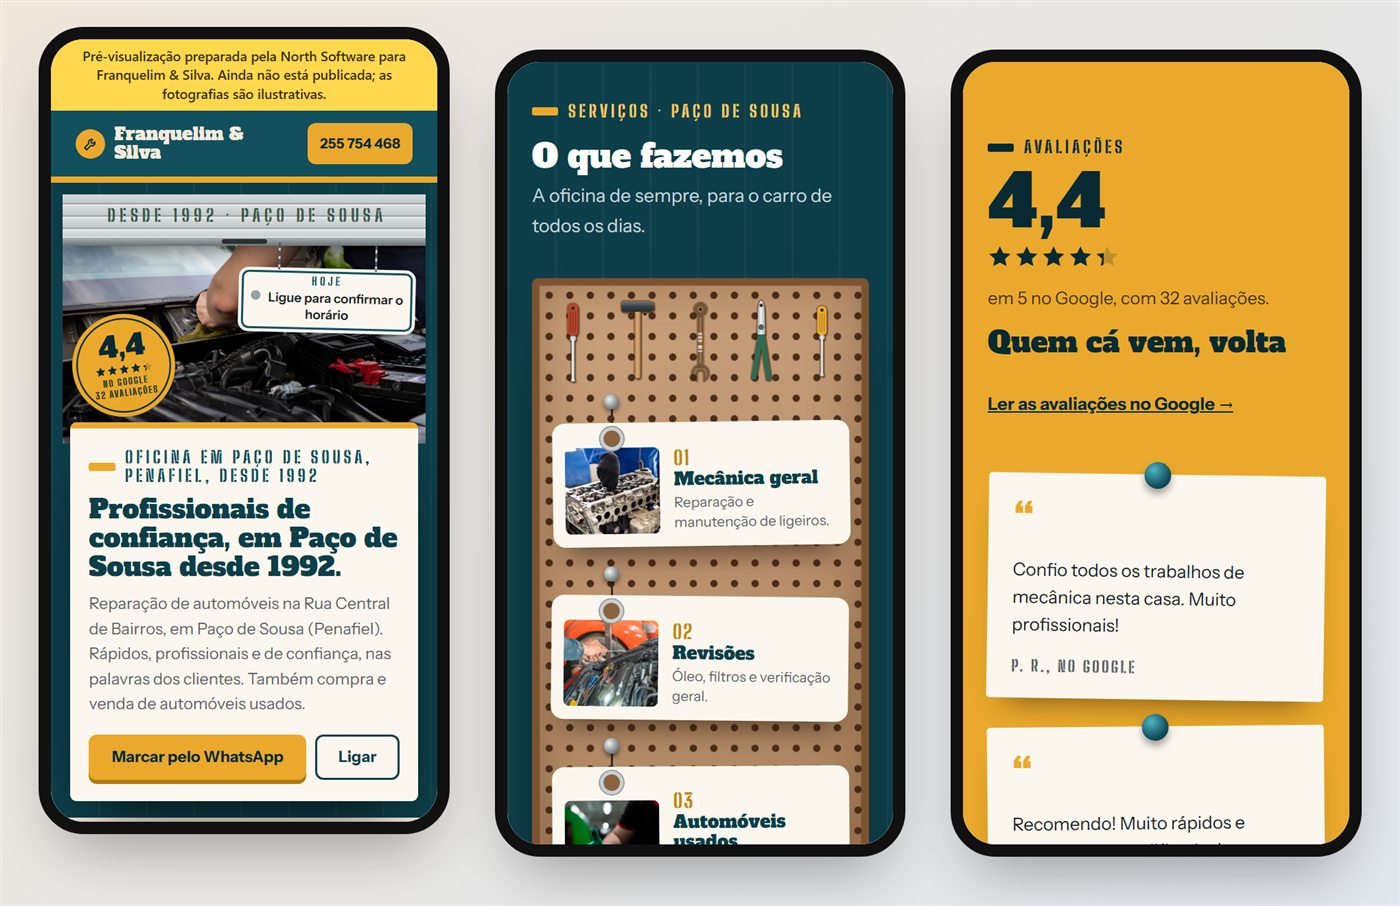 Pré-visualização preparada pela North Software para
Franquelim & Silva. Ainda não está publicada; as
fotografias são ilustrativas.
Franquelim &
Silva
255 754 468
DESDE 1992 · PAÇO DE SOUSA
HOJE
Ligue para confirmar o
horário
4,4
NO GOOGLE
32 AVALIAÇÕES
OFICINA EM PAÇO DE SOUSA,
PENAFIEL, DESDE 1992
Profissionais de
confiança, em Paço de
Sousa desde 1992.
Reparação de automóveis na Rua Central
de Bairros, em Paço de Sousa (Penafiel).
Rápidos, profissionais e de confiança, nas
palavras dos clientes. Também compra e
venda de automóveis usados.
Marcar pelo WhatsApp
Ligar
SERVIÇOS · PAÇO DE SOUSA
O que fazemos
A oficina de sempre, para o carro de
todos os dias.
01
Mecânica geral
Reparação e
manutenção de ligeiros.
02
Revisões
Óleo, filtros e verificação
geral.
03
Automóveis
usados
AVALIAÇÕES
4,4
em 5 no Google, com 32 avaliações.
Quem cá vem, volta
Ler as avaliações no Google →
❝
Confio todos os trabalhos de
mecânica nesta casa. Muito
profissionais!
P. R., NO GOOGLE
❝
Recomendo! Muito rápidos e